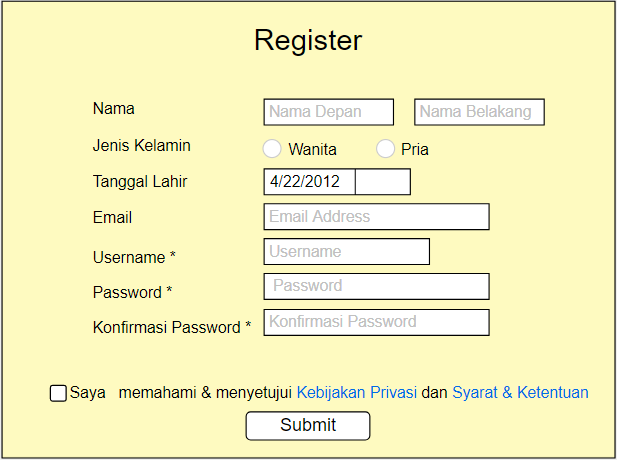 Register
Nama Nama Depan Nama Belakang
Jenis Kelamin Wanita Pria
Tanggal Lahir 4/22/2012
Email Email Address
Username * Username
Password * Password
Konfirmasi Password * Konfirmasi Password
Saya memahami & menyetujui Kebijakan Privasi dan Syarat & Ketentuan
Submit